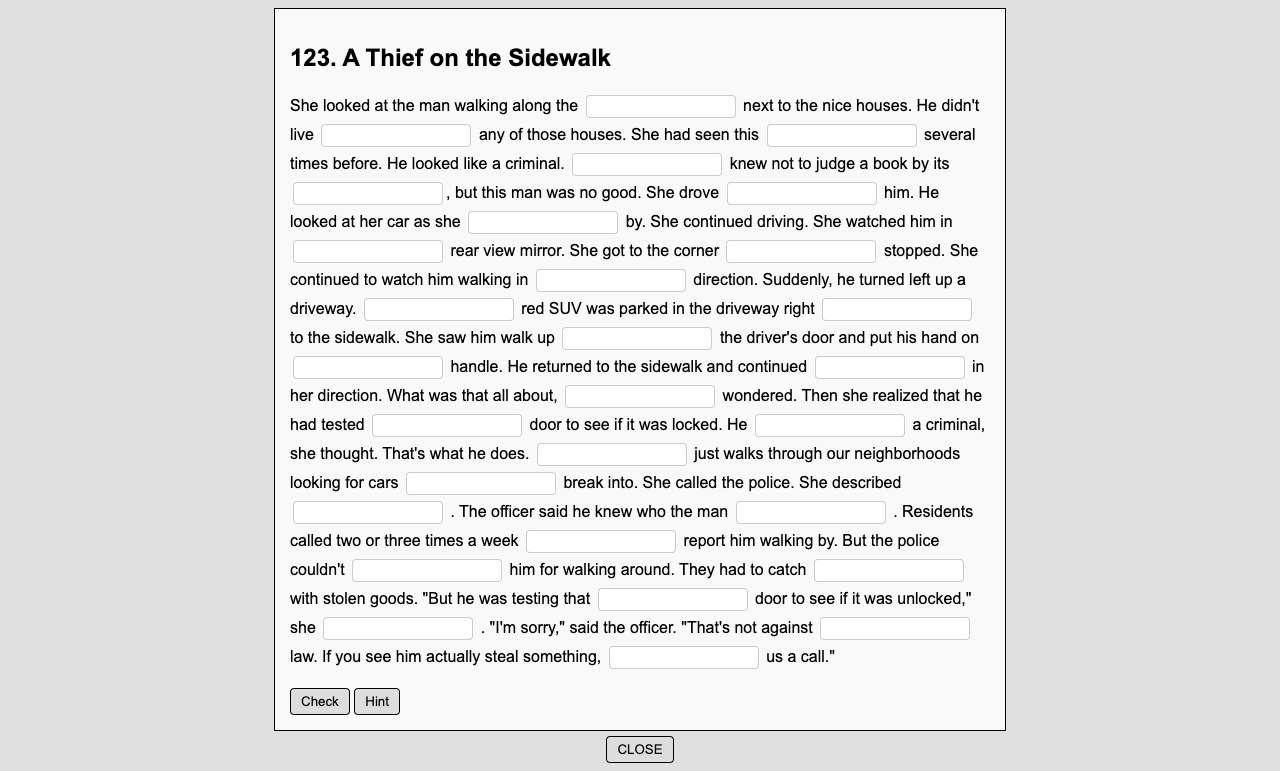 123. A Thief on the Sidewalk
She looked at the man walking along the next to the nice houses. He didn't
live any of those houses. She had seen this several
times before. He looked like a criminal. knew not to judge a book by its
, but this man was no good. She drove him. He
looked at her car as she by. She continued driving. She watched him in
rear view mirror. She got to the corner stopped. She
continued to watch him walking in direction. Suddenly, he turned left up a
driveway. red SUV was parked in the driveway right
to the sidewalk. She saw him walk up the driver's door and put his hand on
handle. He returned to the sidewalk and continued in
her direction. What was that all about, wondered. Then she realized that he
had tested door to see if it was locked. He a criminal,
she thought. That's what he does. just walks through our neighborhoods
looking for cars break into. She called the police. She described
. The officer said he knew who the man . Residents
called two or three times a week report him walking by. But the police
couldn't him for walking around. They had to catch
with stolen goods. "But he was testing that door to see if it was unlocked,"
she . "I'm sorry," said the officer. "That's not against
law. If you see him actually steal something, us a call."
Check Hint
CLOSE